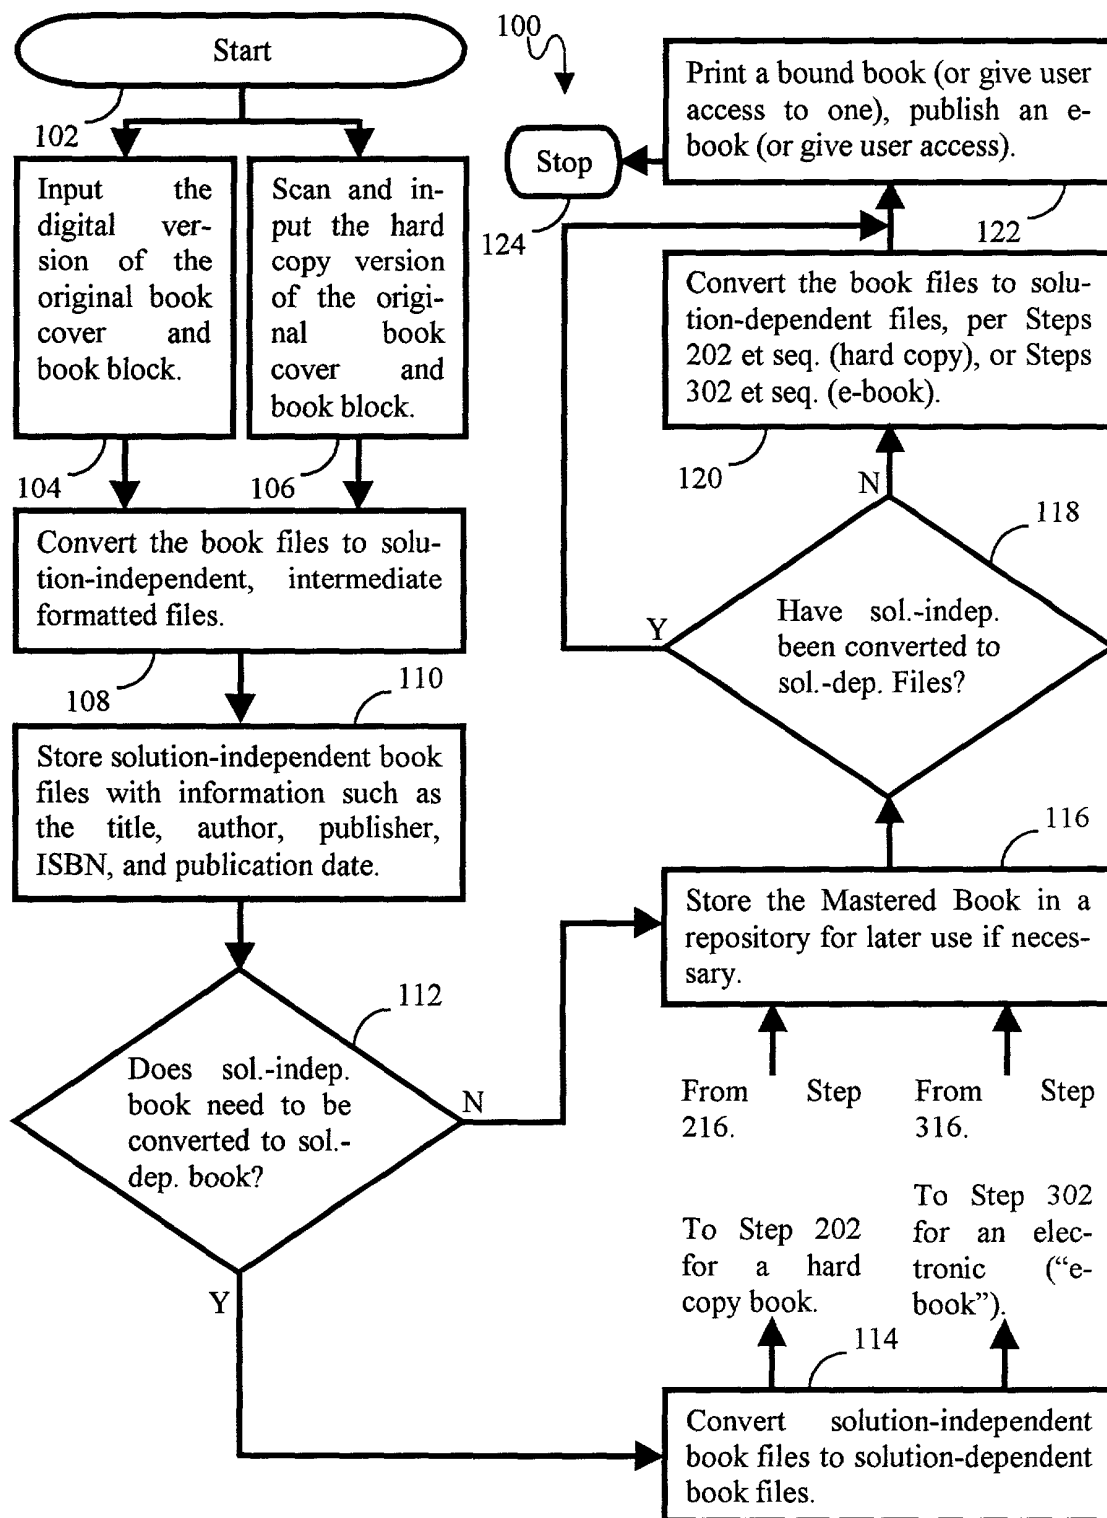 Start
102
Input the
digital ver-
sion of the
original book
cover and
book block.
104
Scan and in-
put the hard
copy version
of the origi-
nal book
cover and
book block.
106
Convert the book files to solu-
tion-independent, intermediate
formatted files.
108
110
Store solution-independent book
files with information such as
the title, author, publisher,
ISBN, and publication date.
112
Does sol.-indep.
book need to be
converted to sol.-
dep. book?
N
Y
100
Print a bound book (or give user
access to one), publish an e-
book (or give user access).
122
Stop
124
Convert the book files to solu-
tion-dependent files, per Steps
202 et seq. (hard copy), or Steps
302 et seq. (e-book).
120
N
118
Have sol.-indep.
been converted to
sol.-dep. Files?
Y
116
Store the Mastered Book in a
repository for later use if neces-
sary.
From Step
216.
From Step
316.
To Step 202
for a hard
copy book.
To Step 302
for an elec-
tronic (“e-
book”).
114
Convert solution-independent
book files to solution-dependent
book files.